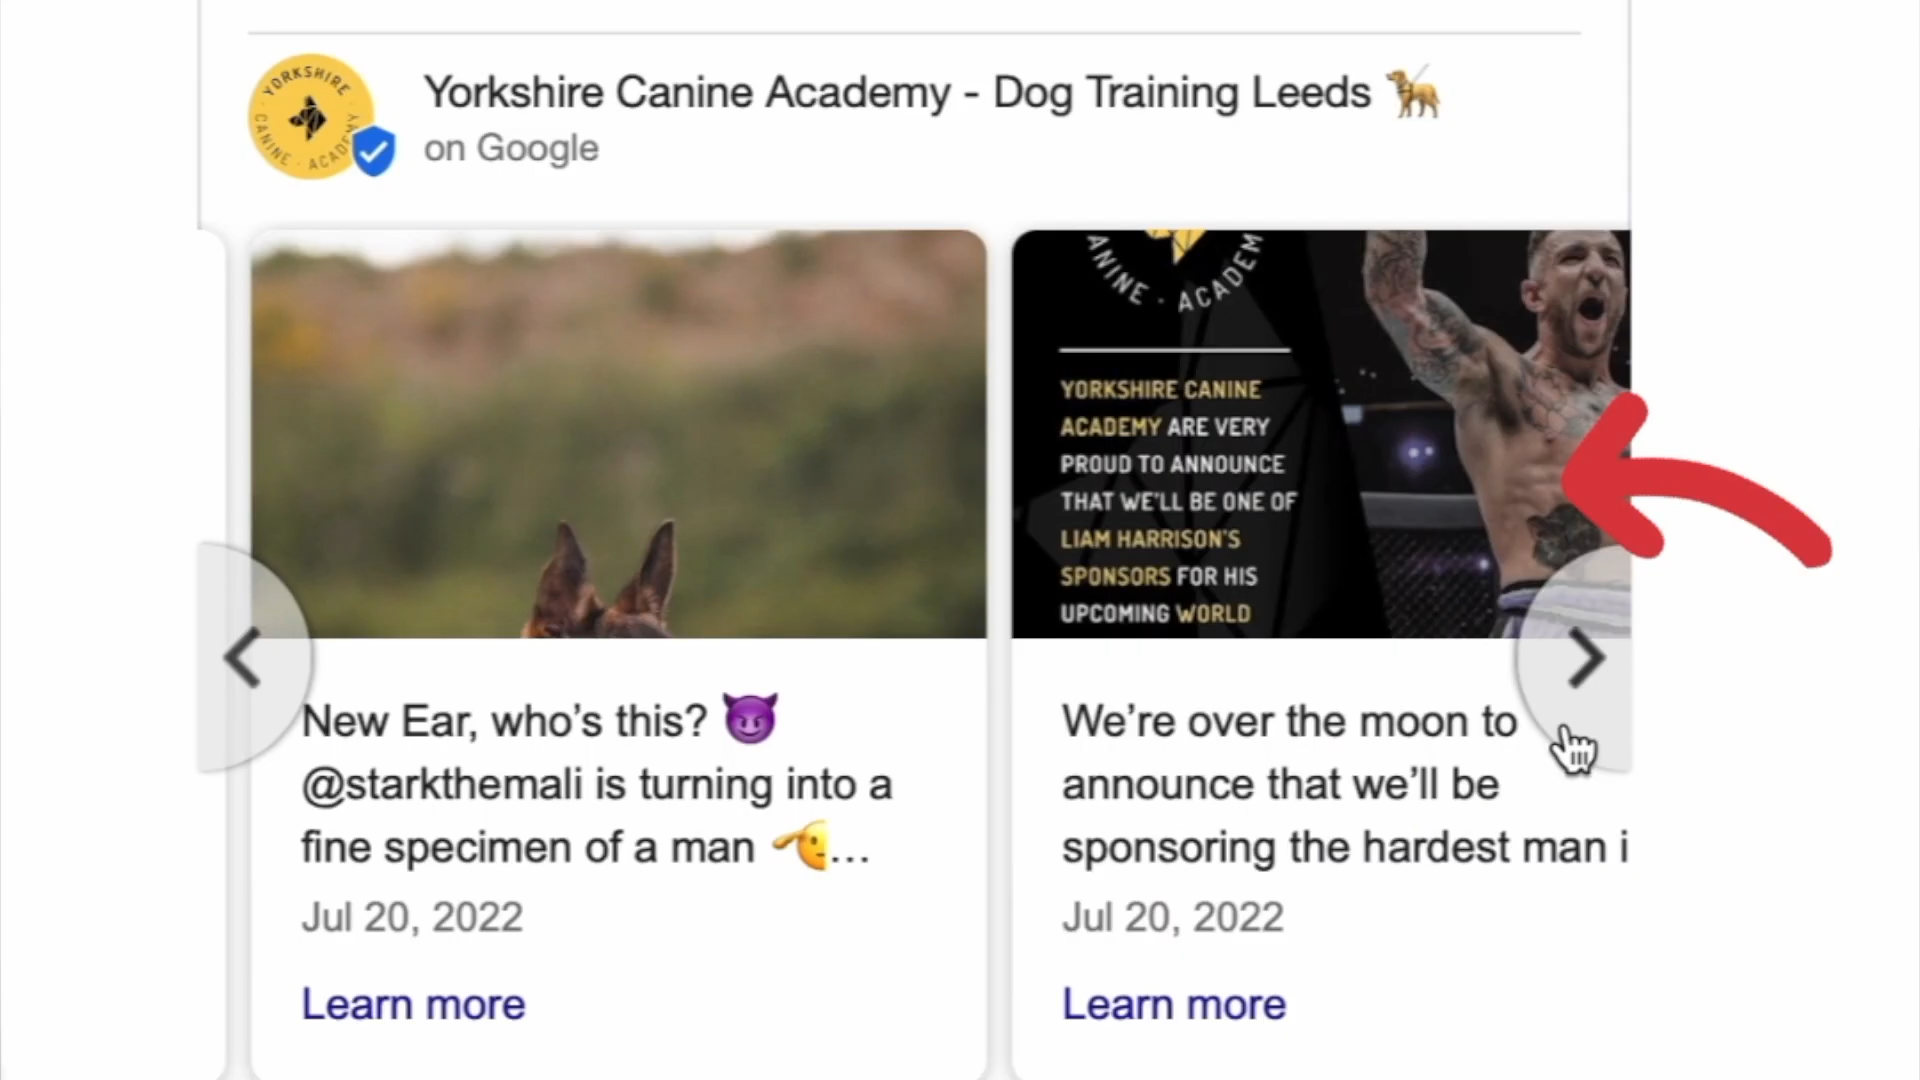 YORKSHIRE CANINE · ACADEMY
Yorkshire Canine Academy - Dog Training Leeds 🦮
on Google
ANINE · ACADEM
YORKSHIRE CANINE
ACADEMY ARE VERY
PROUD TO ANNOUNCE
THAT WE'LL BE ONE OF
LIAM HARRISON'S
SPONSORS FOR HIS
UPCOMING WORLD
New Ear, who’s this? 😈
@starkthemali is turning into a
fine specimen of a man 🫡...
Jul 20, 2022
Learn more
We’re over the moon to
announce that we’ll be
sponsoring the hardest man i
Jul 20, 2022
Learn more